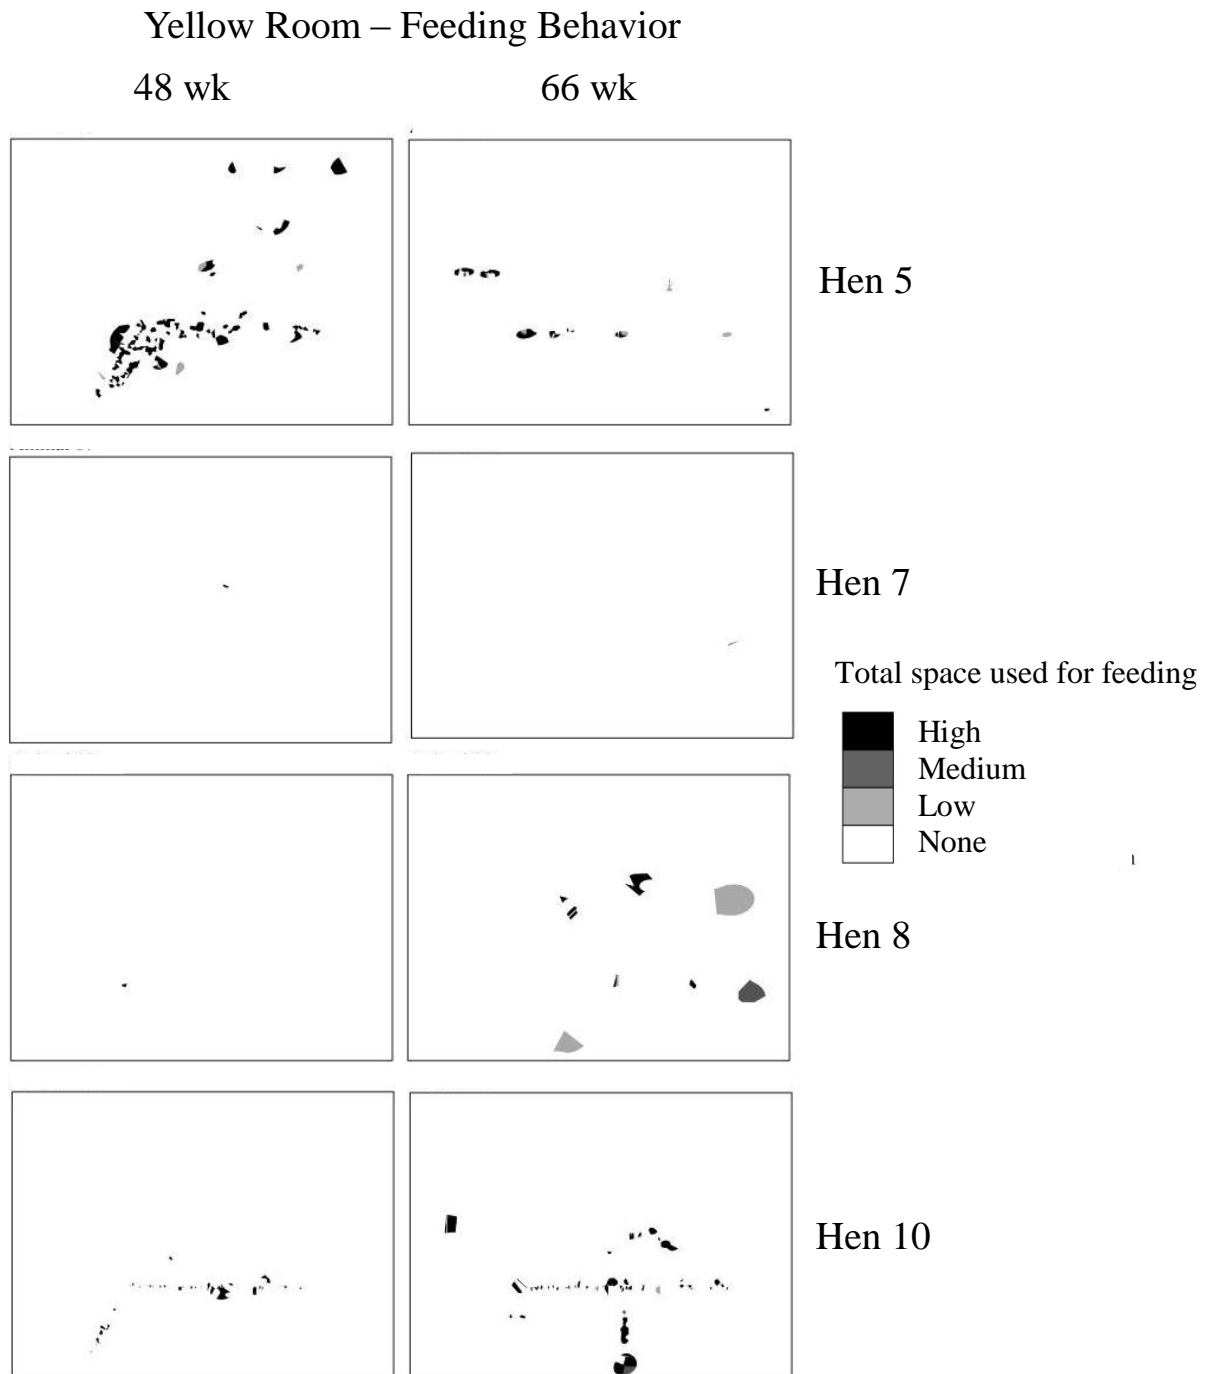 Yellow Room – Feeding Behavior
48 wk
66 wk
Hen 5
Hen 7
Total space used for feeding
High
Medium
Low
None
Hen 8
Hen 10